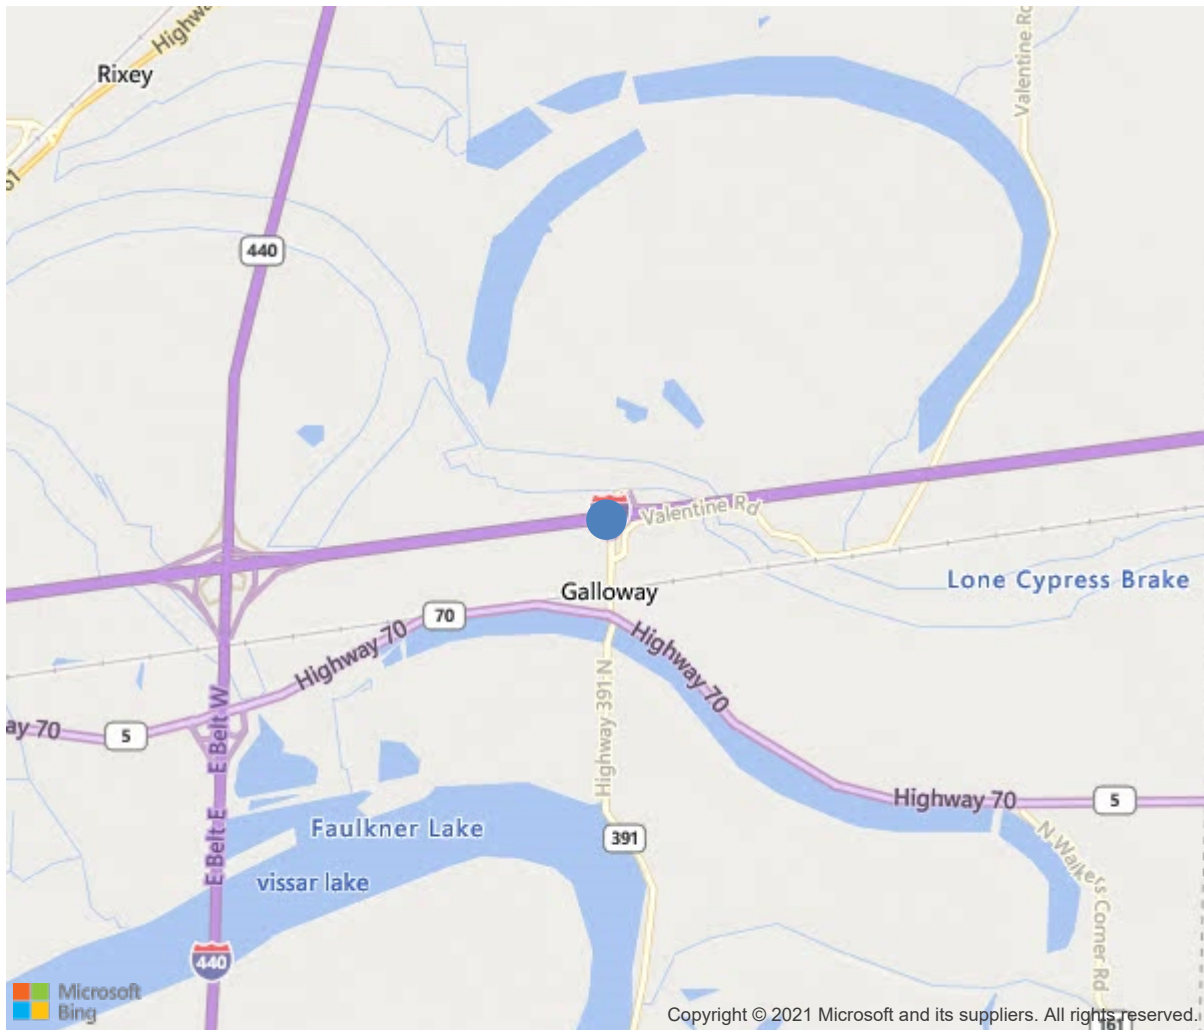 Highwa
Rixey
61
Valentine Rd
440
Valentine Rd
Galloway
Lone Cypress Brake
70
Highway 70
Highway 70
ay 70
5
E Belt W
Highway 391 N
Highway 70
5
E Belt E
Faulkner Lake
391
vissar lake
N Walkers Corner Rd
440
161
Microsoft
Bing
Copyright © 2021 Microsoft and its suppliers. All rights reserved.